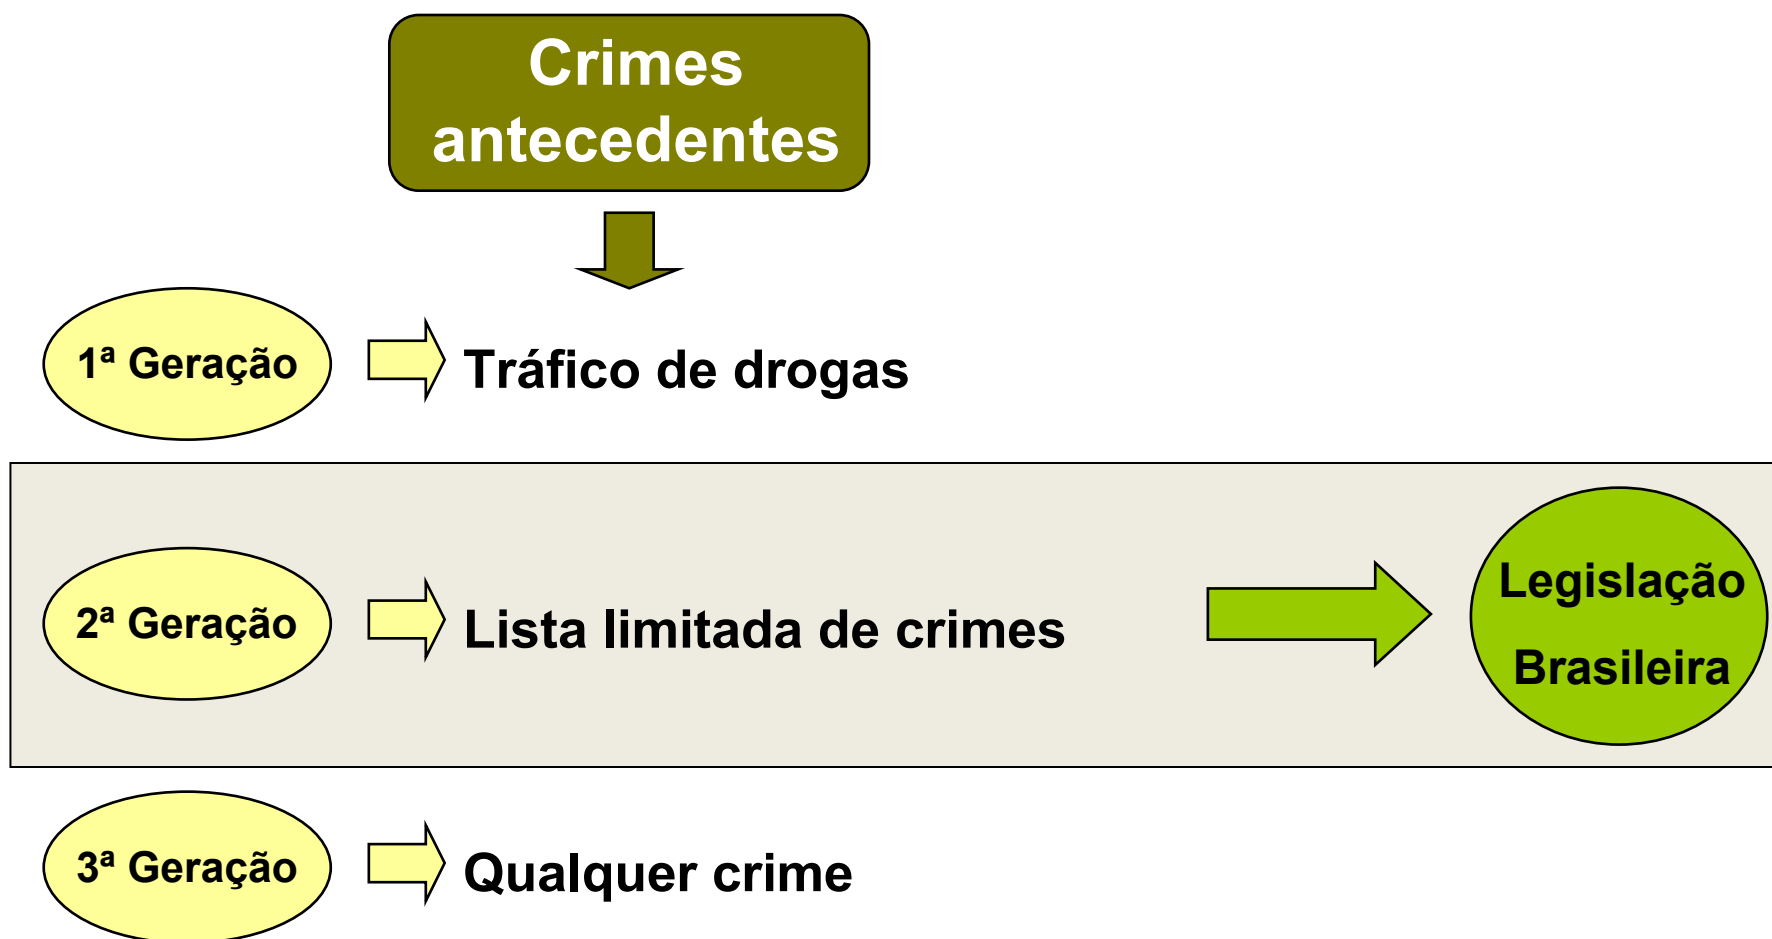 Crimes
antecedentes
1ª Geração
Tráfico de drogas
2ª Geração
Lista limitada de crimes
Legislação
Brasileira
3ª Geração
Qualquer crime